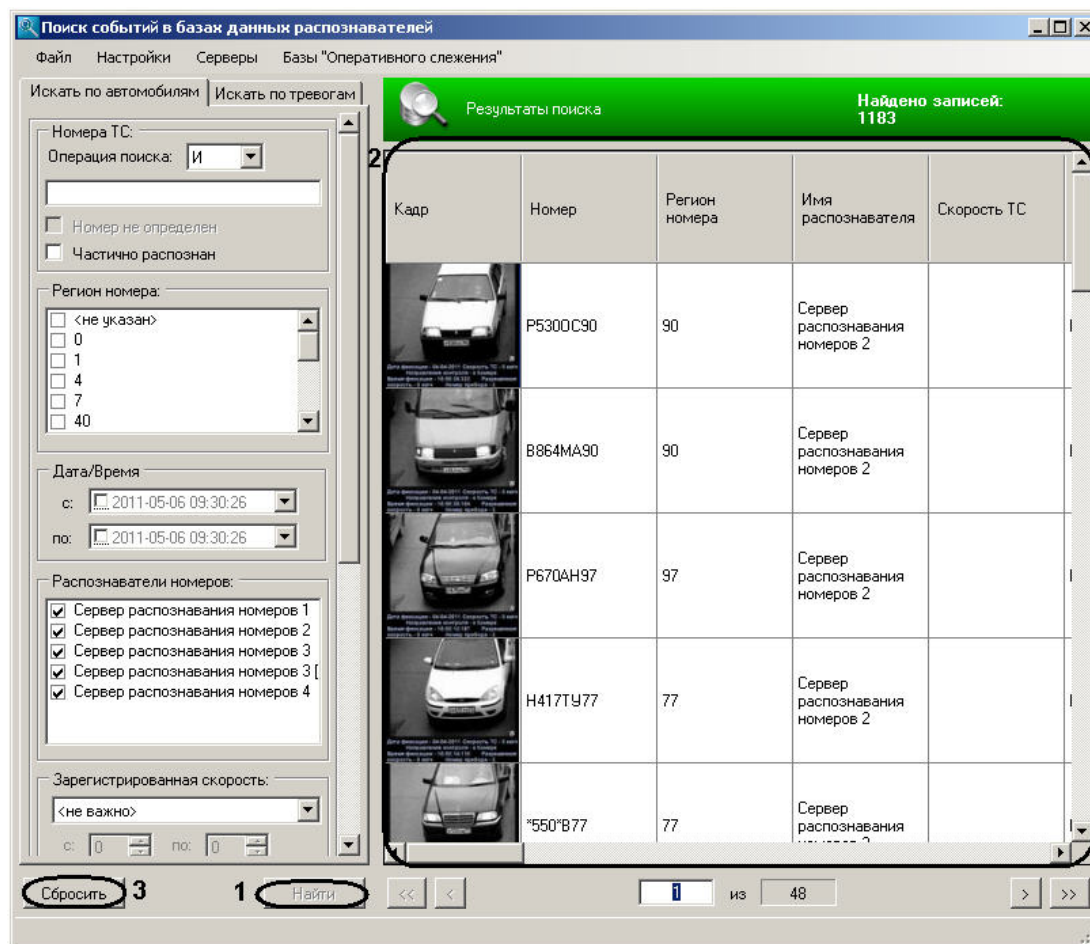 Поиск событий в базах данных распознавателей
Файл Настройки Серверы Базы "Оперативного слежения"
Искать по автомобилям Искать по тревогам
Номера ТС:
Операция поиска: И
Номер не определен
Частично распознан
Регион номера:
<не указан>
0
1
4
7
40
Дата/Время
с: 2011-05-06 09:30:26
по: 2011-05-06 09:30:26
Распознаватели номеров:
Сервер распознавания номеров 1
Сервер распознавания номеров 2
Сервер распознавания номеров 3
Сервер распознавания номеров 3 [
Сервер распознавания номеров 4
Зарегистрированная скорость:
<не важно>
с: 0 по: 0
Сбросить 3 1 Найти
Результаты поиска
Найдено записей:
1183
2
Кадр
Номер
Регион
номера
Имя
распознавателя
Скорость ТС
P530OC90
90
Сервер
распознавания
номеров 2
B864MA90
90
Сервер
распознавания
номеров 2
P670AH97
97
Сервер
распознавания
номеров 2
H417TY77
77
Сервер
распознавания
номеров 2
*550*B77
77
Сервер
распознавания
<< < 1 из 48 > >>